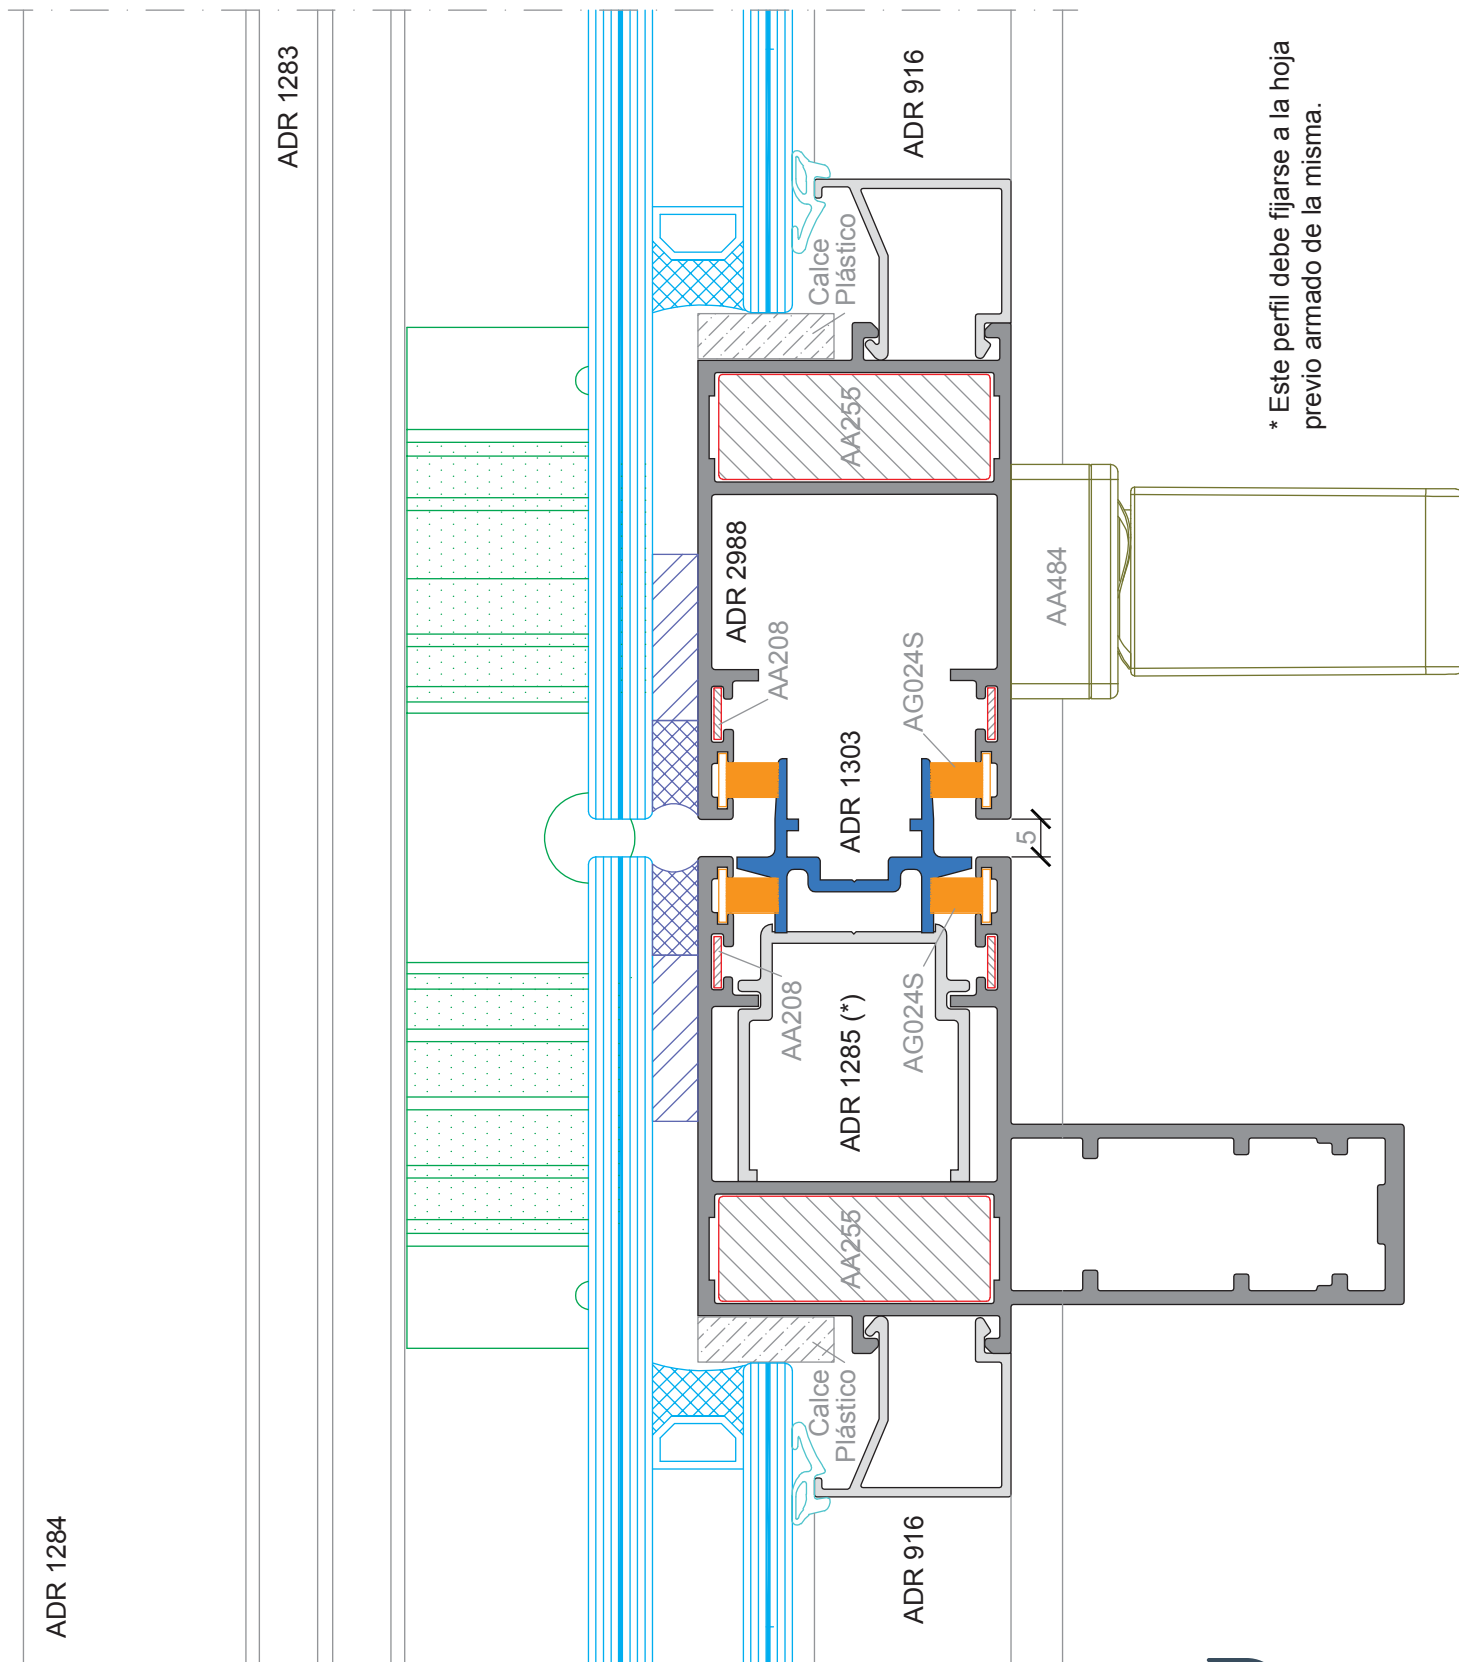 ADR 1284
ADR 1283
ADR 916
Calce
Plástico
AA255
ADR 2988
AA208
AG024S
ADR 1303
AA484
5
AA208
AG024S
ADR 1285 (*)
AA255
Calce
Plástico
ADR 916
* Este perfil debe fijarse a la hoja
previo armado de la misma.